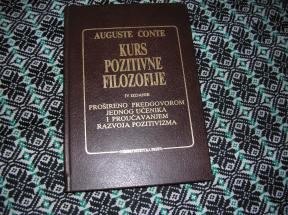 AUGUSTE CONTE
KURS
POZITIVNE
FILOZOFIJE
IV IZDANJE
PROŠIRENO PREDGOVOROM
JEDNOG UČENIKA
I PROUČAVANJEM
RAZVOJA POZITIVIZMA